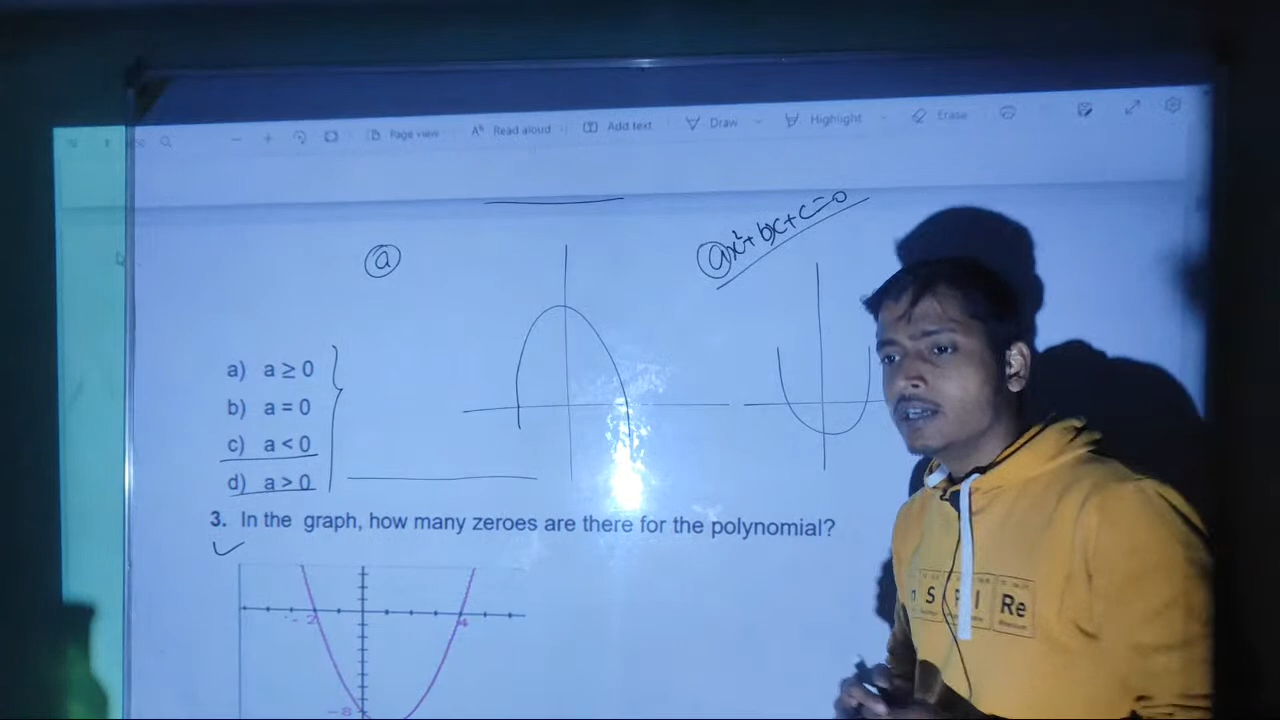 Page view Read aloud Add text Draw Highlight Erase
ax²+bx+c=0
a
a) a ≥ 0
b) a = 0
c) a < 0
d) a > 0
3. In the graph, how many zeroes are there for the polynomial?
-2 4
-8
n S P I Re